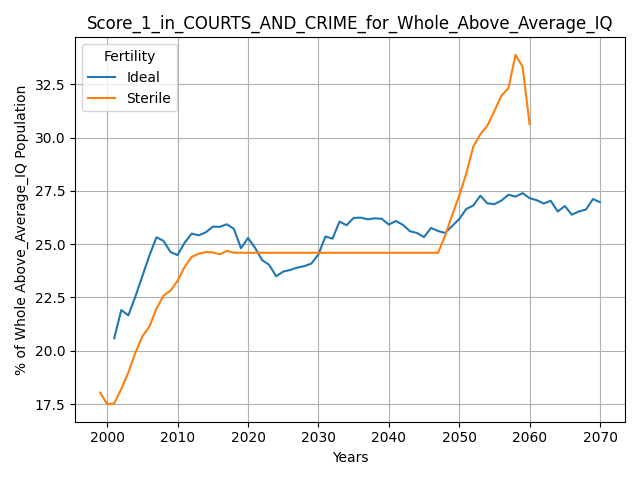 Score_1_in_COURTS_AND_CRIME_for_Whole_Above_Average_IQ
Fertility
Ideal
Sterile
% of Whole Above_Average_IQ Population
32.5
30.0
27.5
25.0
22.5
20.0
17.5
2000 2010 2020 2030 2040 2050 2060 2070
Years